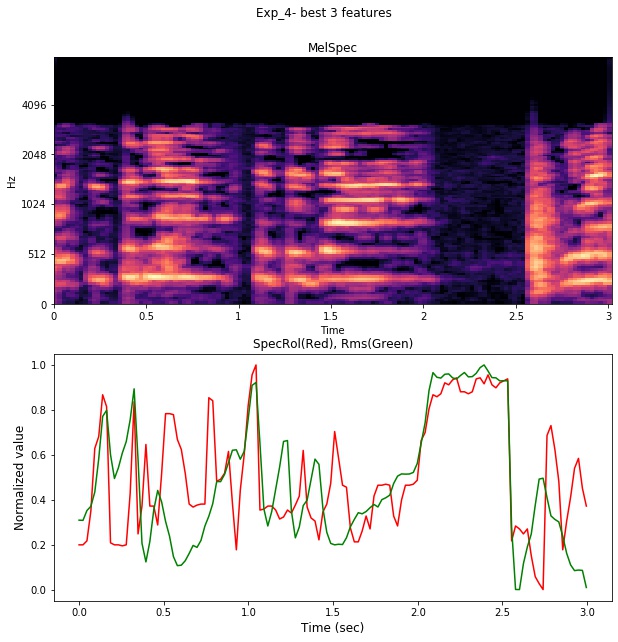 Exp_4- best 3 features
MelSpec
4096
2048
1024
512
0
Hz
0 0.5 1 1.5 2 2.5 3
Time
SpecRol(Red), Rms(Green)
1.0
0.8
0.6
0.4
0.2
0.0
Normalized value
0.0 0.5 1.0 1.5 2.0 2.5 3.0
Time (sec)